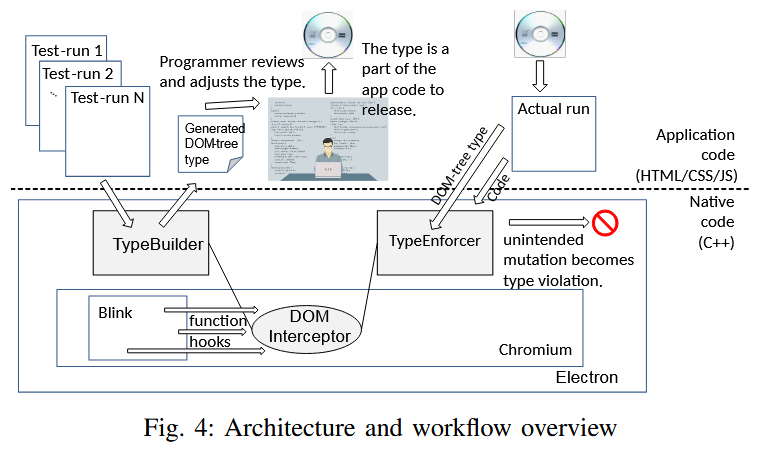 Test-run 1
Test-run 2
...
Test-run N
Programmer reviews
and adjusts the type.
The type is a
part of the
app code to
release.
Generated
DOM-tree
type
Actual run
DOM-tree type
Code
Application
code
(HTML/CSS/JS)
Native
code
(C++)
TypeBuilder
TypeEnforcer
unintended
mutation becomes
type violation.
Blink
function
hooks
DOM
Interceptor
Chromium
Electron
Fig. 4: Architecture and workflow overview